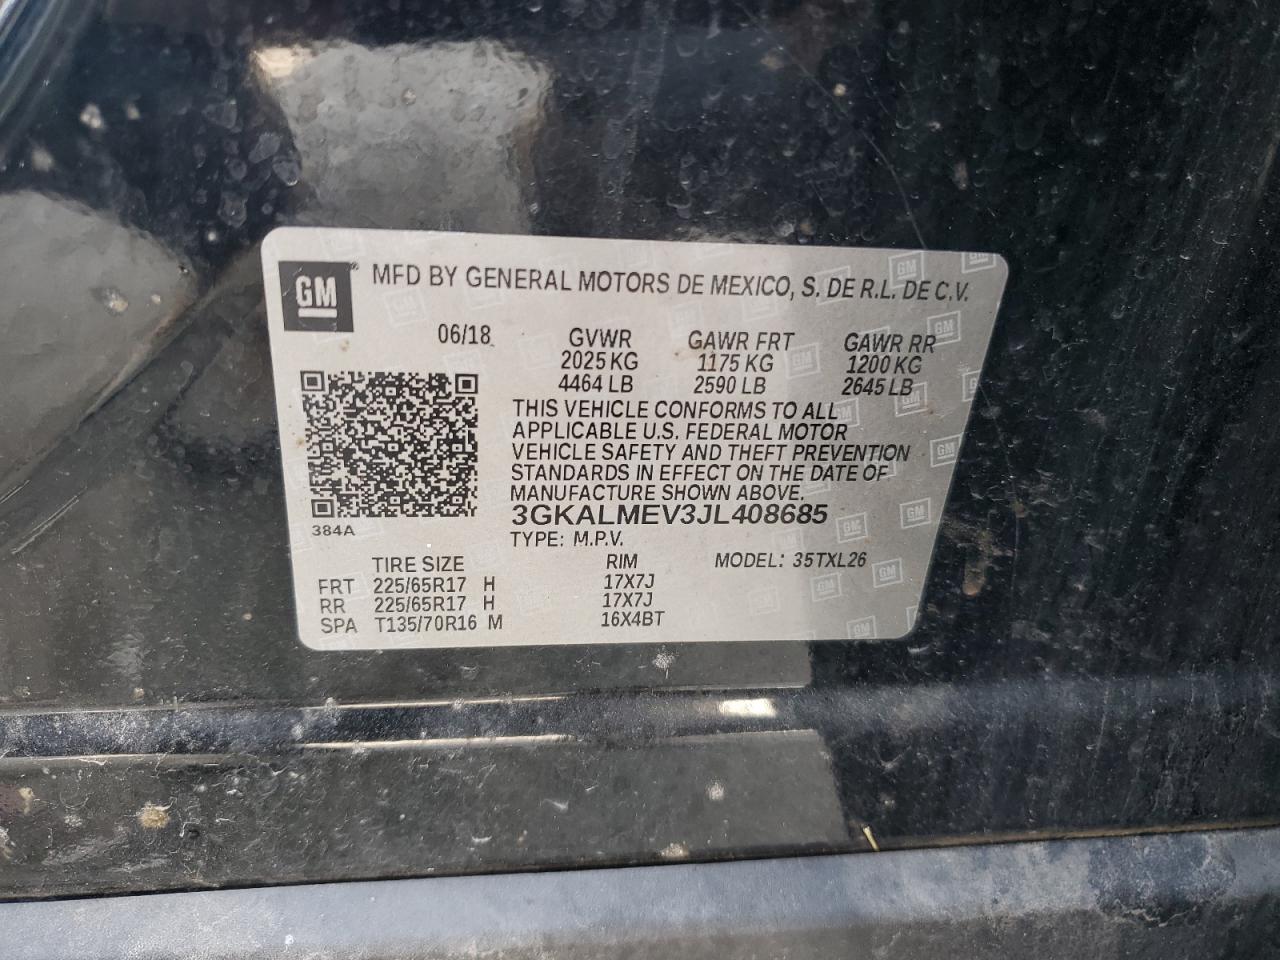 GM MFD BY GENERAL MOTORS DE MEXICO, S. DE R.L. DE C.V.
06/18 GVWR GAWR FRT GAWR RR
2025 KG 1175 KG 1200 KG
4464 LB 2590 LB 2645 LB
THIS VEHICLE CONFORMS TO ALL
APPLICABLE U.S. FEDERAL MOTOR
VEHICLE SAFETY AND THEFT PREVENTION
STANDARDS IN EFFECT ON THE DATE OF
MANUFACTURE SHOWN ABOVE.
3GKALMEV3JL408685
384A
TYPE: M.P.V.
TIRE SIZE RIM MODEL: 35TXL26
FRT 225/65R17 H 17X7J
RR 225/65R17 H 17X7J
SPA T135/70R16 M 16X4BT